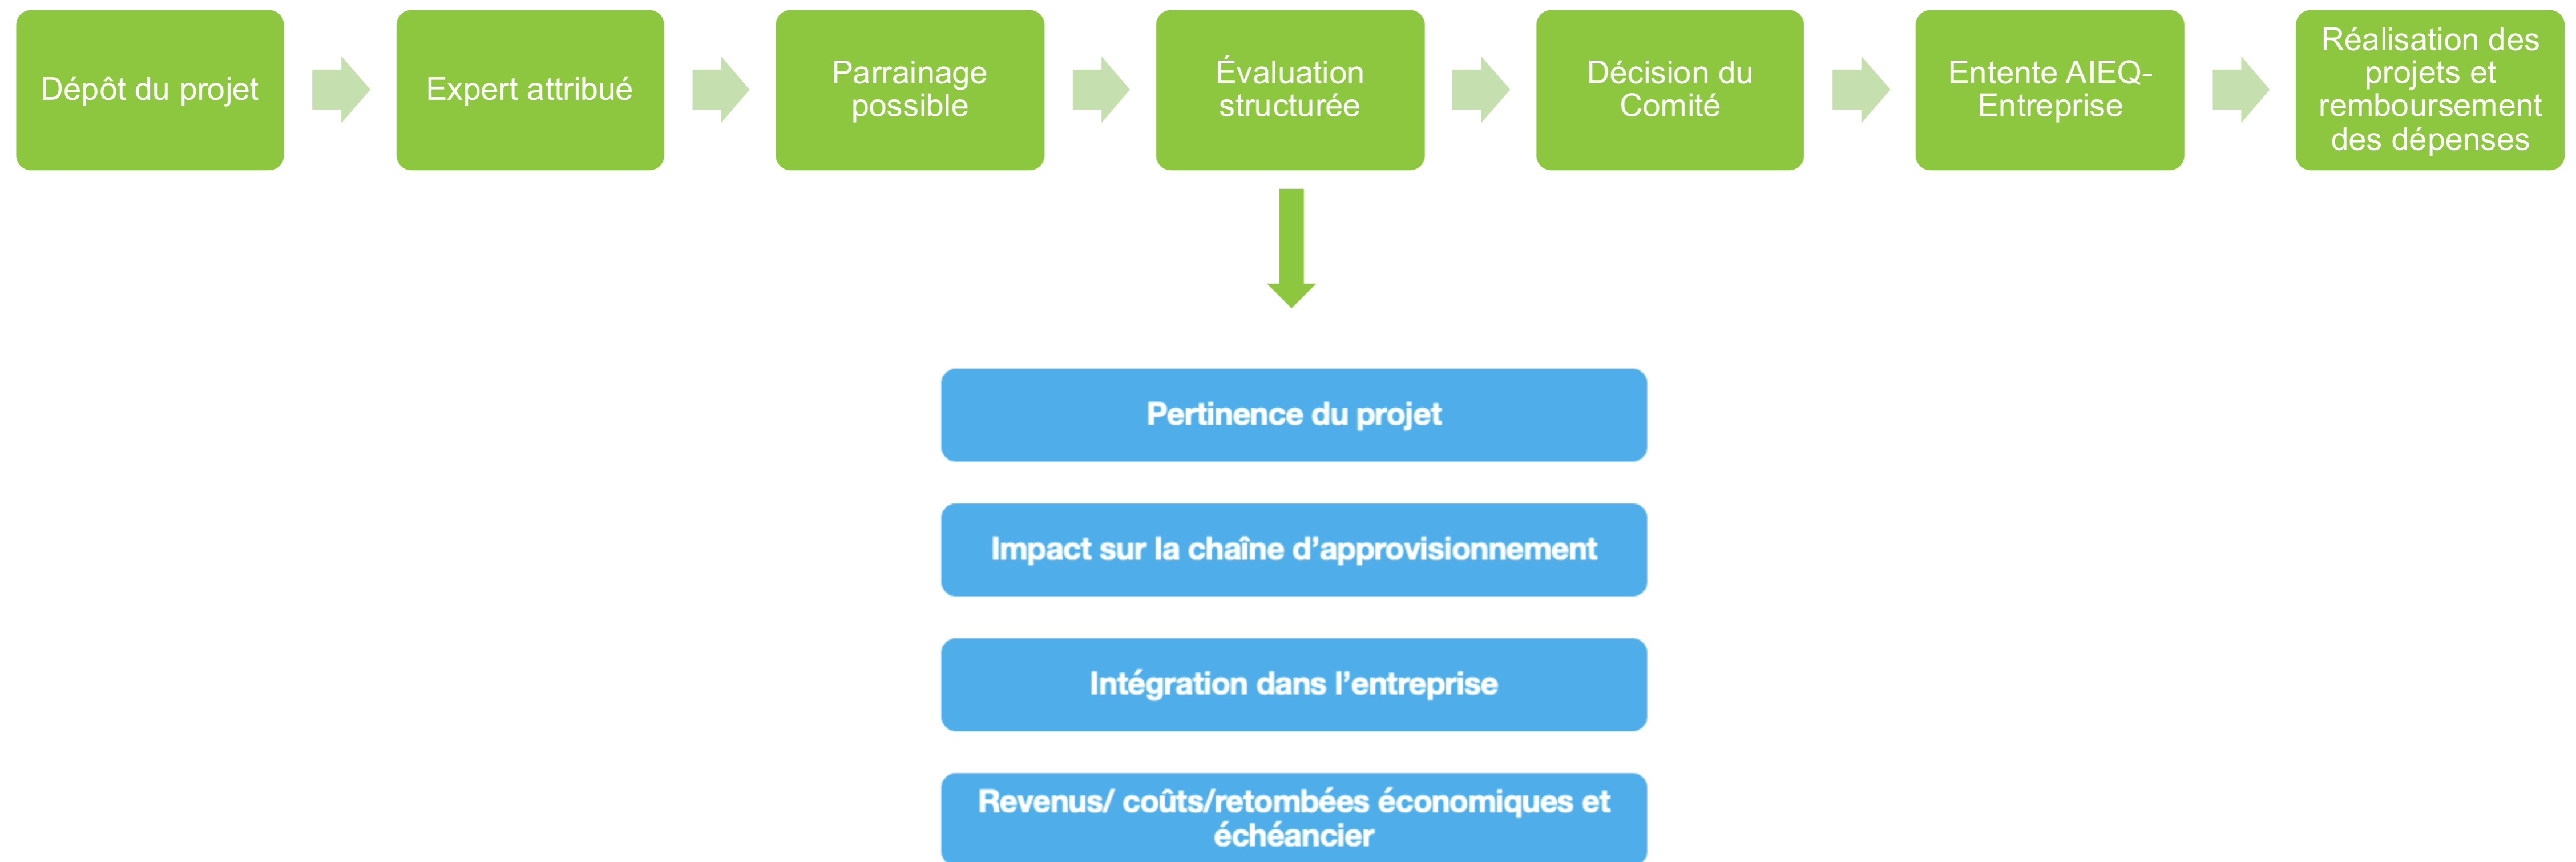 Dépôt du projet
Expert attribué
Parrainage
possible
Évaluation
structurée
Décision du
Comité
Entente AIEQ-
Entreprise
Réalisation des
projets et
remboursement
des dépenses
Pertinence du projet
Impact sur la chaîne d’approvisionnement
Intégration dans l’entreprise
Revenus/ coûts/retombées économiques et
échéancier